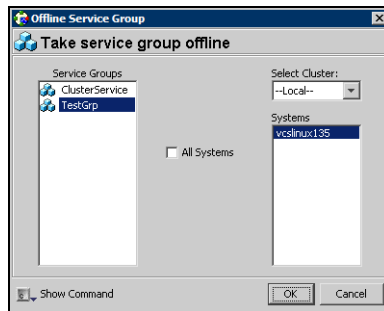 Offline Service Group
Take service group offline
Service Groups
ClusterService
TestGrp
All Systems
Select Cluster:
--Local--
Systems
vcslinux135
Show Command
OK
Cancel